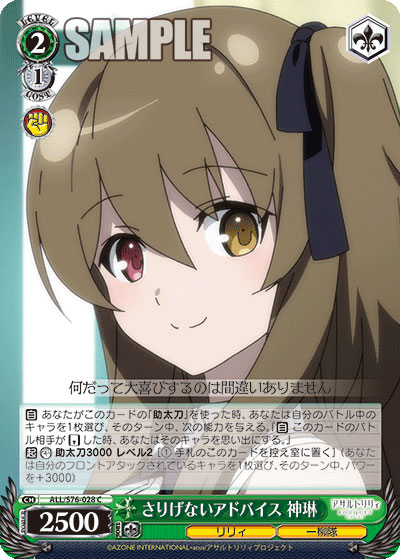 LEVEL
2
SAMPLE
1
COST
何だって大喜びするのは間違いありません
【自】 あなたがこのカードの『助太刀』を使った時、あなたは自分のバトル中の
キャラを1枚選び、そのターン中、次の能力を与える。『【自】 このカードのバト
ル相手が【リバース】した時、あなたはそのキャラを思い出にする。』
【起】 助太刀3000 レベル2 [① 手札のこのカードを控え室に置く] (あなたは
自分のフロントアタックされているキャラを1枚選び、そのターン中、パワー
を+3000)
CH ALL/S76-028 C
2500
POWER
さりげないアドバイス 神琳
リリィ 一柳隊
アサルトリリィ
©AZONE INTERNATIONAL・acus/アサルトリリィプロジェクト